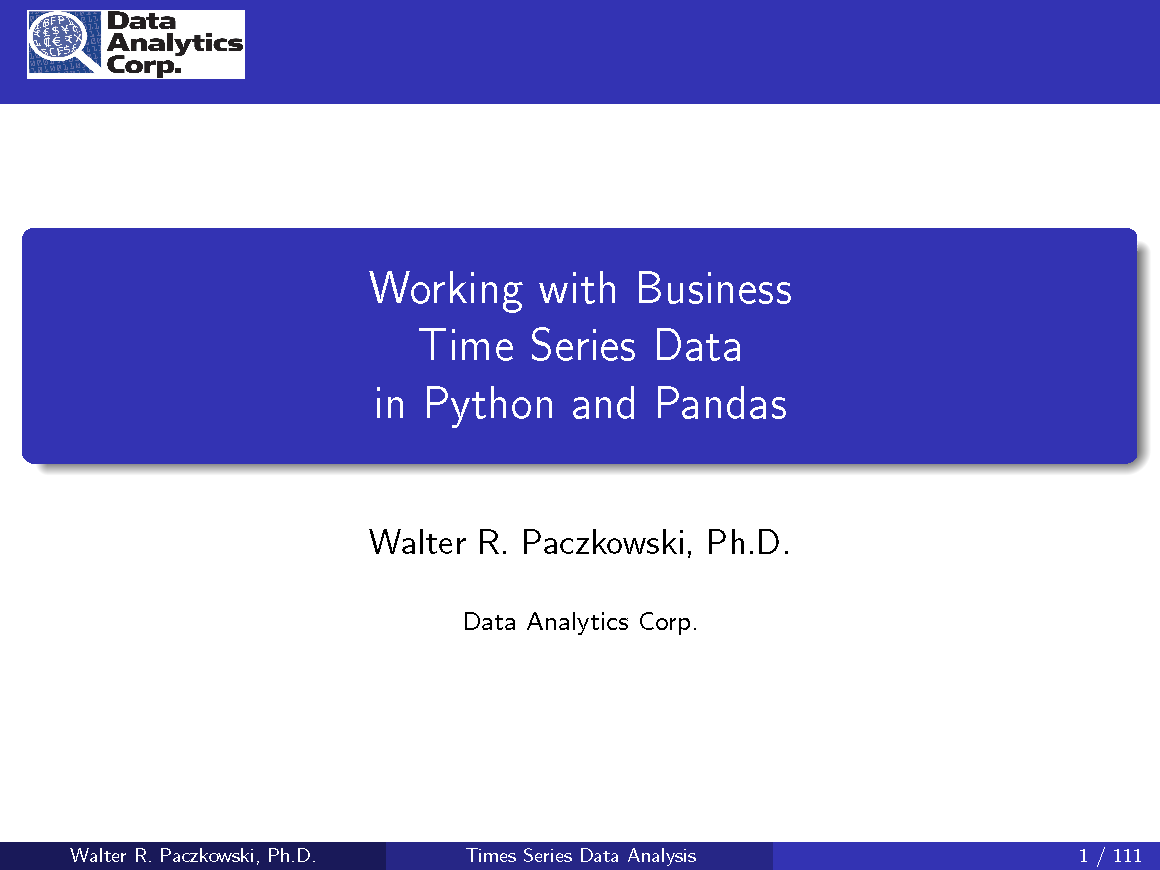 Data
Analytics
Corp.
Working with Business
Time Series Data
in Python and Pandas
Walter R. Paczkowski, Ph.D.
Data Analytics Corp.
Walter R. Paczkowski, Ph.D.
Times Series Data Analysis
1 / 111